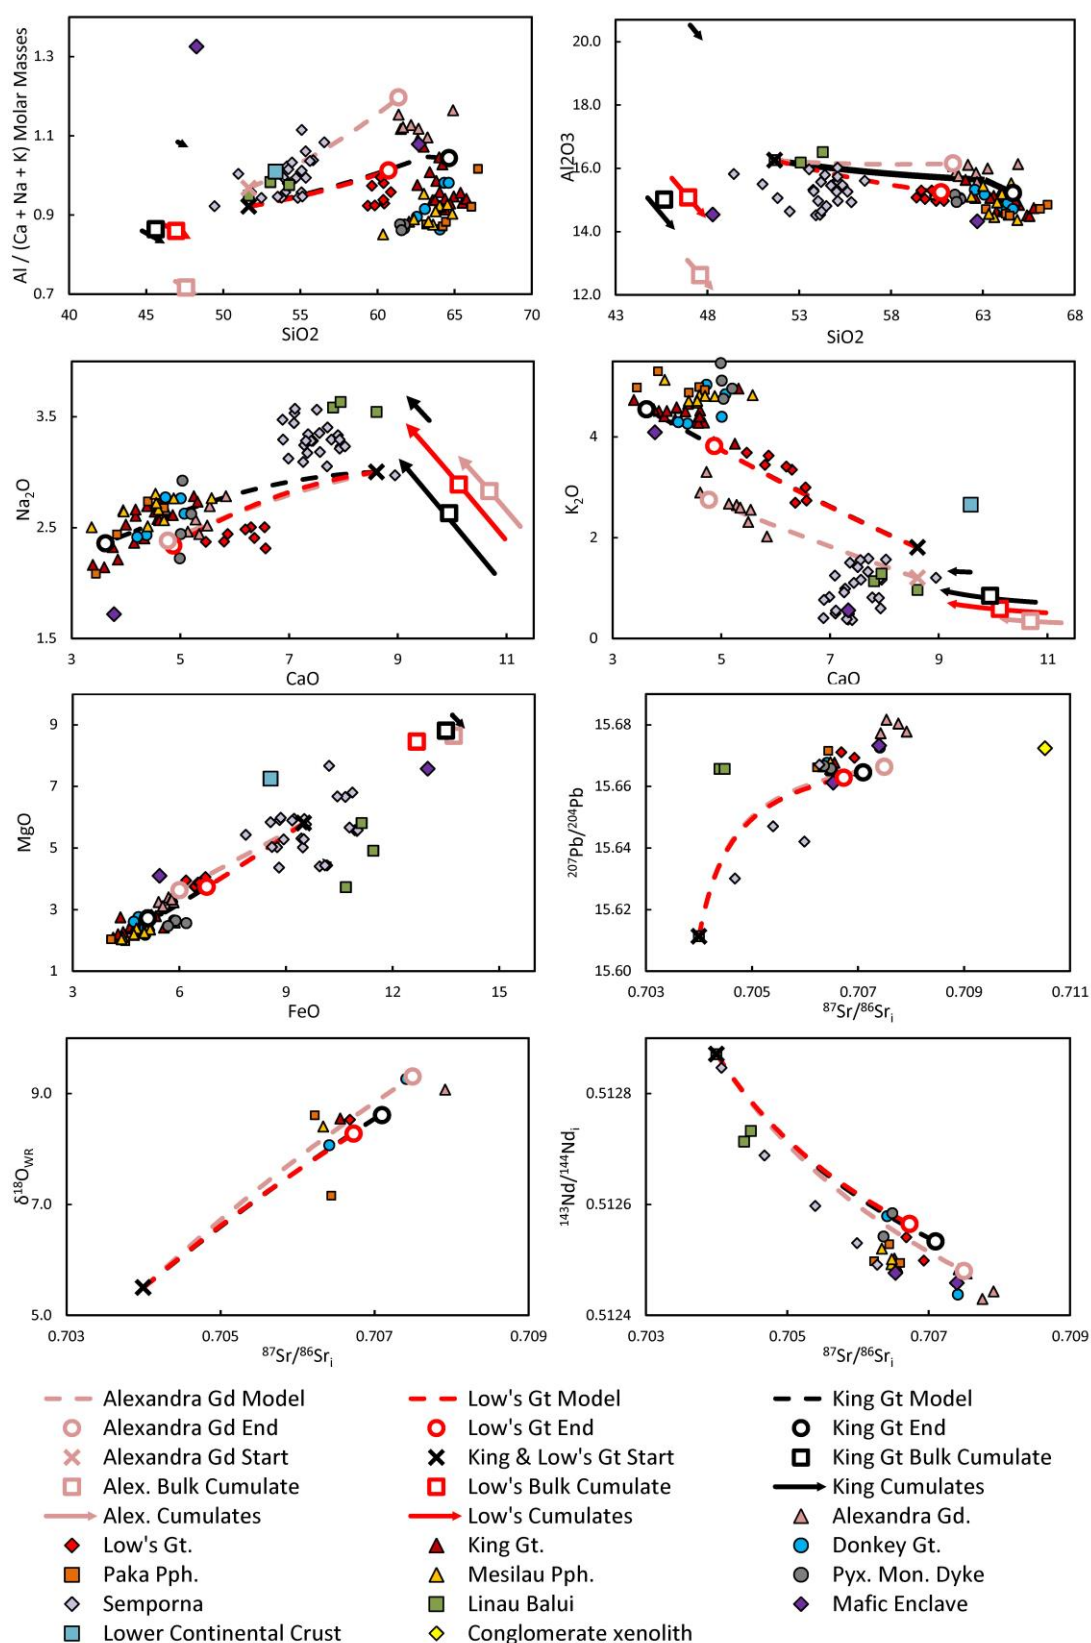 Al / (Ca + Na + K) Molar Masses
1.3
1.1
0.9
0.7
40 45 50 55 60 65 70
SiO2
Al2O3
20.0
18.0
16.0
14.0
12.0
43 48 53 58 63 68
SiO2
Na₂O
3.5
2.5
1.5
3 5 7 9 11
CaO
K₂O
4
2
0
3 5 7 9 11
CaO
MgO
9
7
5
3
1
3 6 9 12 15
FeO
²⁰⁷Pb/²⁰⁴Pb
15.68
15.66
15.64
15.62
15.60
0.703 0.705 0.707 0.709 0.711
⁸⁷Sr/⁸⁶Srᵢ
δ¹⁸O_WR
9.0
7.0
5.0
0.703 0.705 0.707 0.709
⁸⁷Sr/⁸⁶Srᵢ
¹⁴³Nd/¹⁴⁴Ndᵢ
0.5128
0.5126
0.5124
0.703 0.705 0.707 0.709
⁸⁷Sr/⁸⁶Srᵢ
Alexandra Gd Model Low's Gt Model King Gt Model
Alexandra Gd End Low's Gt End King Gt End
Alexandra Gd Start King & Low's Gt Start King Gt Bulk Cumulate
Alex. Bulk Cumulate Low's Bulk Cumulate King Cumulates
Alex. Cumulates Low's Cumulates Alexandra Gd.
Low's Gt. King Gt. Donkey Gt.
Paka Pph. Mesilau Pph. Pyx. Mon. Dyke
Semporna Linau Balui Mafic Enclave
Lower Continental Crust Conglomerate xenolith